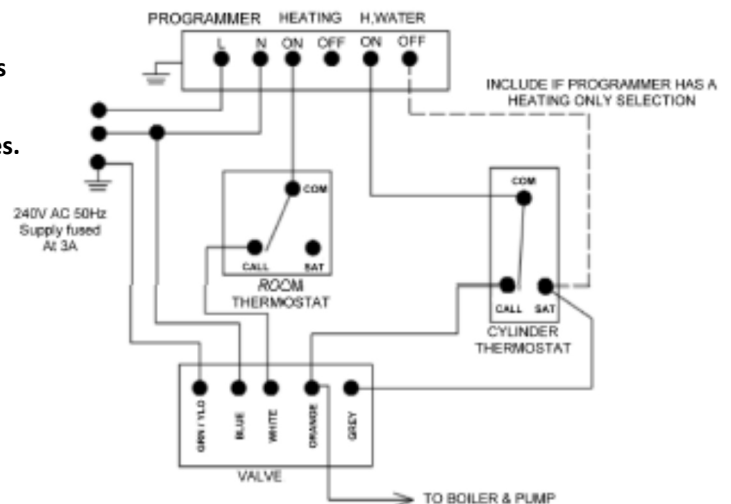 PROGRAMMER HEATING H,WATER
L N ON OFF ON OFF
s
es.
INCLUDE IF PROGRAMMER HAS A
HEATING ONLY SELECTION
240V AC 50Hz
Supply fused
At 3A
COM
CALL SAT
ROOM
THERMOSTAT
COM
CALL SAT
CYLINDER
THERMOSTAT
GRN / YLD
BLUE
WHITE
ORANGE
GREY
VALVE
TO BOILER & PUMP